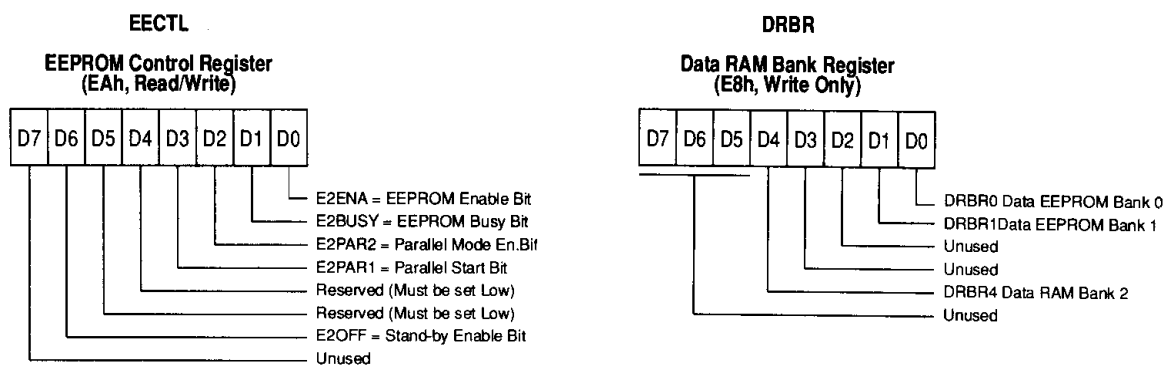 EECTL
EEPROM Control Register
(EAh, Read/Write)
D7 D6 D5 D4 D3 D2 D1 D0
E2ENA = EEPROM Enable Bit
E2BUSY = EEPROM Busy Bit
E2PAR2 = Parallel Mode En.Bit
E2PAR1 = Parallel Start Bit
Reserved (Must be set Low)
Reserved (Must be set Low)
E2OFF = Stand-by Enable Bit
Unused
DRBR
Data RAM Bank Register
(E8h, Write Only)
D7 D6 D5 D4 D3 D2 D1 D0
DRBR0 Data EEPROM Bank 0
DRBR1Data EEPROM Bank 1
Unused
Unused
DRBR4 Data RAM Bank 2
Unused